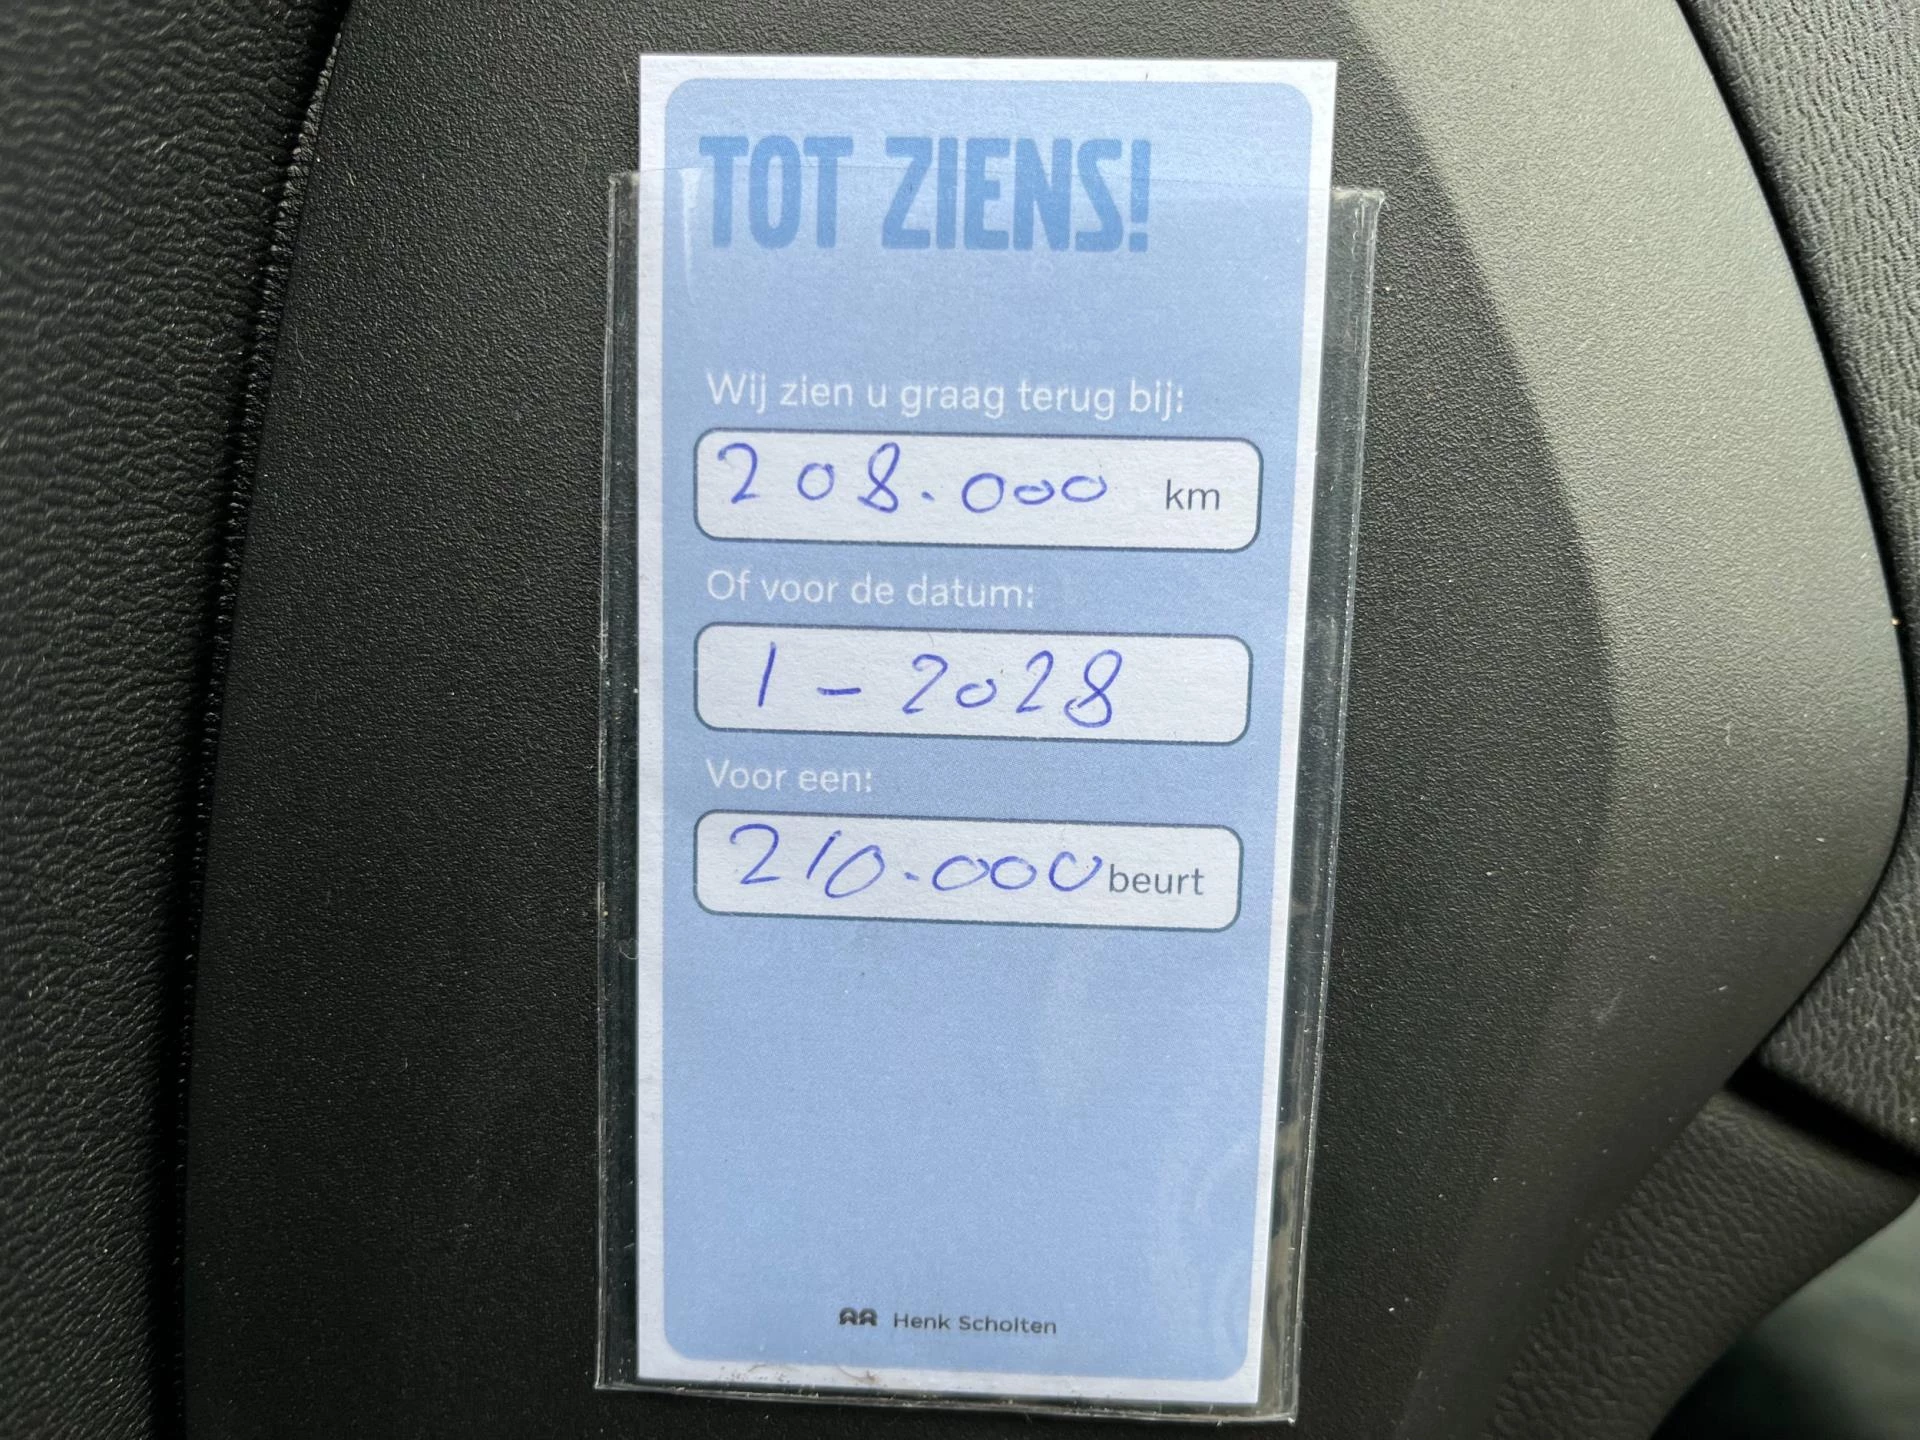 TOT ZIENS!
Wij zien u graag terug bij:
208.000 km
Of voor de datum:
1 - 2028
Voor een:
210.000 beurt
Henk Scholten